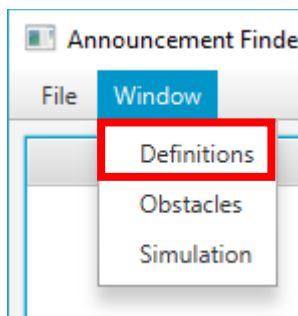 Announcement Finde
File Window
Definitions
Obstacles
Simulation